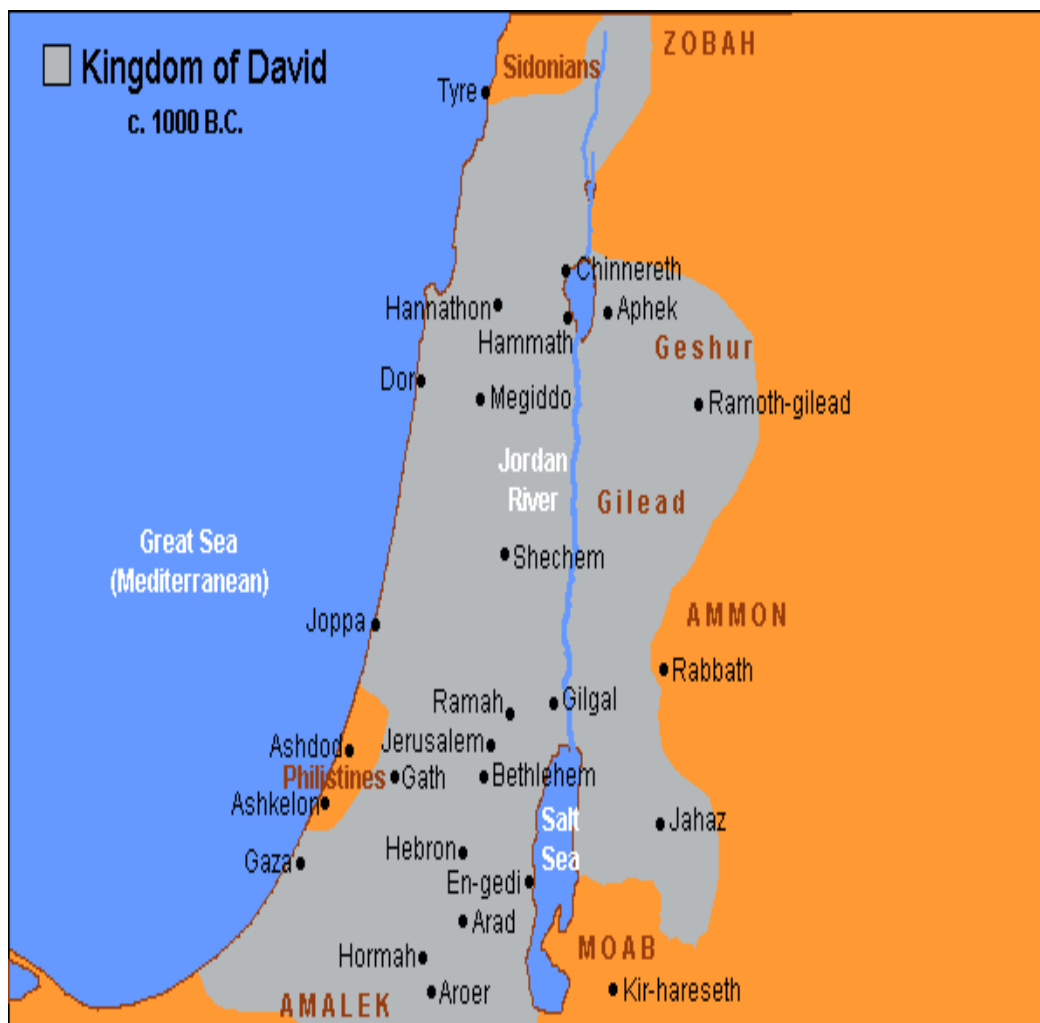 Kingdom of David
c. 1000 B.C.
ZOBAH
Sidonians
Tyre
Chinnereth
Hannathon
Aphek
Hammath
Geshur
Dor
Megiddo
Ramoth-gilead
Jordan
River
Gilead
Great Sea
(Mediterranean)
Shechem
Joppa
AMMON
Rabbath
Ramah
Gilgal
Ashdod
Jerusalem
Philistines
Gath
Bethlehem
Ashkelon
Salt
Sea
Jahaz
Gaza
Hebron
En-gedi
Arad
Hormah
MOAB
Aroer
Kir-hareseth
AMALEK